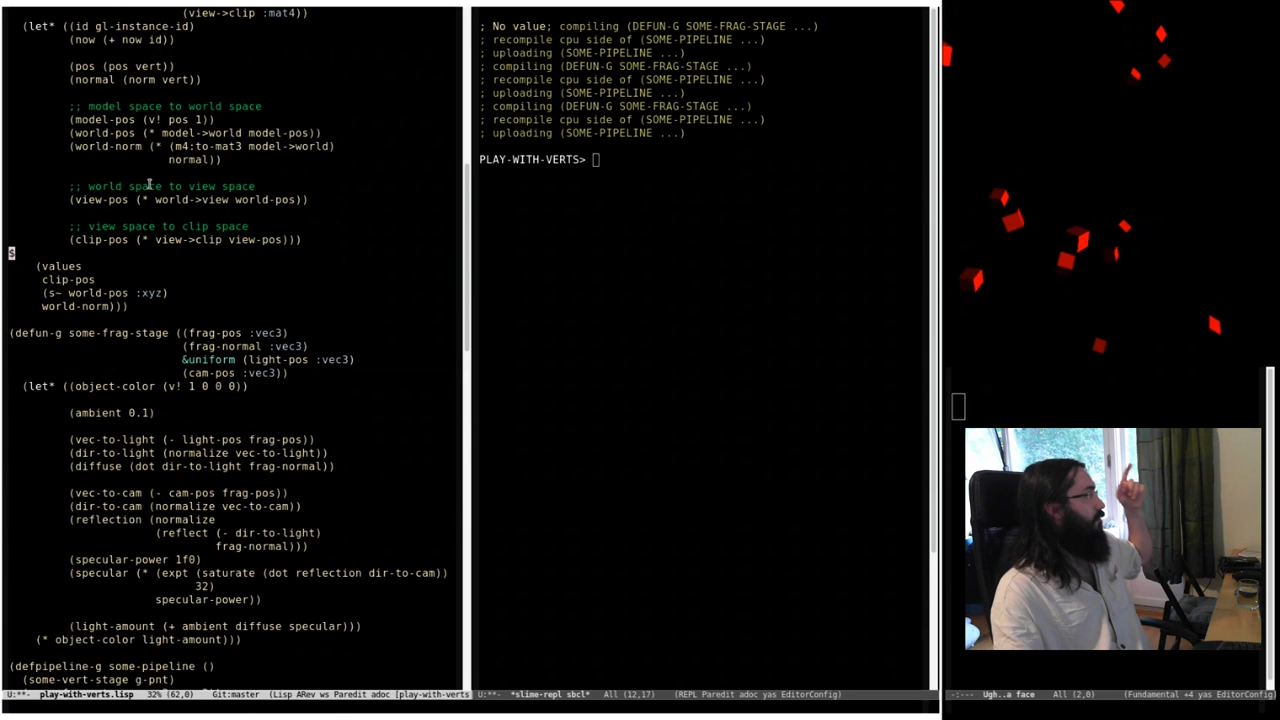 (view->clip :mat4))
(let* ((id gl-instance-id)
(now (+ now id))
(pos (pos vert))
(normal (norm vert))
;; model space to world space
(model-pos (v! pos 1))
(world-pos (* model->world model-pos))
(world-norm (* (m4:to-mat3 model->world)
normal))
;; world space to view space
(view-pos (* world->view world-pos))
;; view space to clip space
(clip-pos (* view->clip view-pos)))
$
(values
clip-pos
(s~ world-pos :xyz)
world-norm)))
(defun-g some-frag-stage ((frag-pos :vec3)
(frag-normal :vec3)
&uniform (light-pos :vec3)
(cam-pos :vec3))
(let* ((object-color (v! 1 0 0 0))
(ambient 0.1)
(vec-to-light (- light-pos frag-pos))
(dir-to-light (normalize vec-to-light))
(diffuse (dot dir-to-light frag-normal))
(vec-to-cam (- cam-pos frag-pos))
(dir-to-cam (normalize vec-to-cam))
(reflection (normalize
(reflect (- dir-to-light)
frag-normal)))
(specular-power 1f0)
(specular (* (expt (saturate (dot reflection dir-to-cam))
32)
specular-power))
(light-amount (+ ambient diffuse specular)))
(* object-color light-amount)))
(defpipeline-g some-pipeline ()
(some-vert-stage g-pnt)
U:**- play-with-verts.lisp 32% (62,0) Git:master (Lisp ARev ws Paredit adoc [play-with-verts
; No value; compiling (DEFUN-G SOME-FRAG-STAGE ...)
; recompile cpu side of (SOME-PIPELINE ...)
; uploading (SOME-PIPELINE ...)
; compiling (DEFUN-G SOME-FRAG-STAGE ...)
; recompile cpu side of (SOME-PIPELINE ...)
; uploading (SOME-PIPELINE ...)
; compiling (DEFUN-G SOME-FRAG-STAGE ...)
; recompile cpu side of (SOME-PIPELINE ...)
; uploading (SOME-PIPELINE ...)
PLAY-WITH-VERTS>
U:**- *slime-repl sbcl* All (12,17) (REPL Paredit adoc yas EditorConfig)
-:--- Ugh..a face All (2,0) (Fundamental +4 yas EditorConfig)